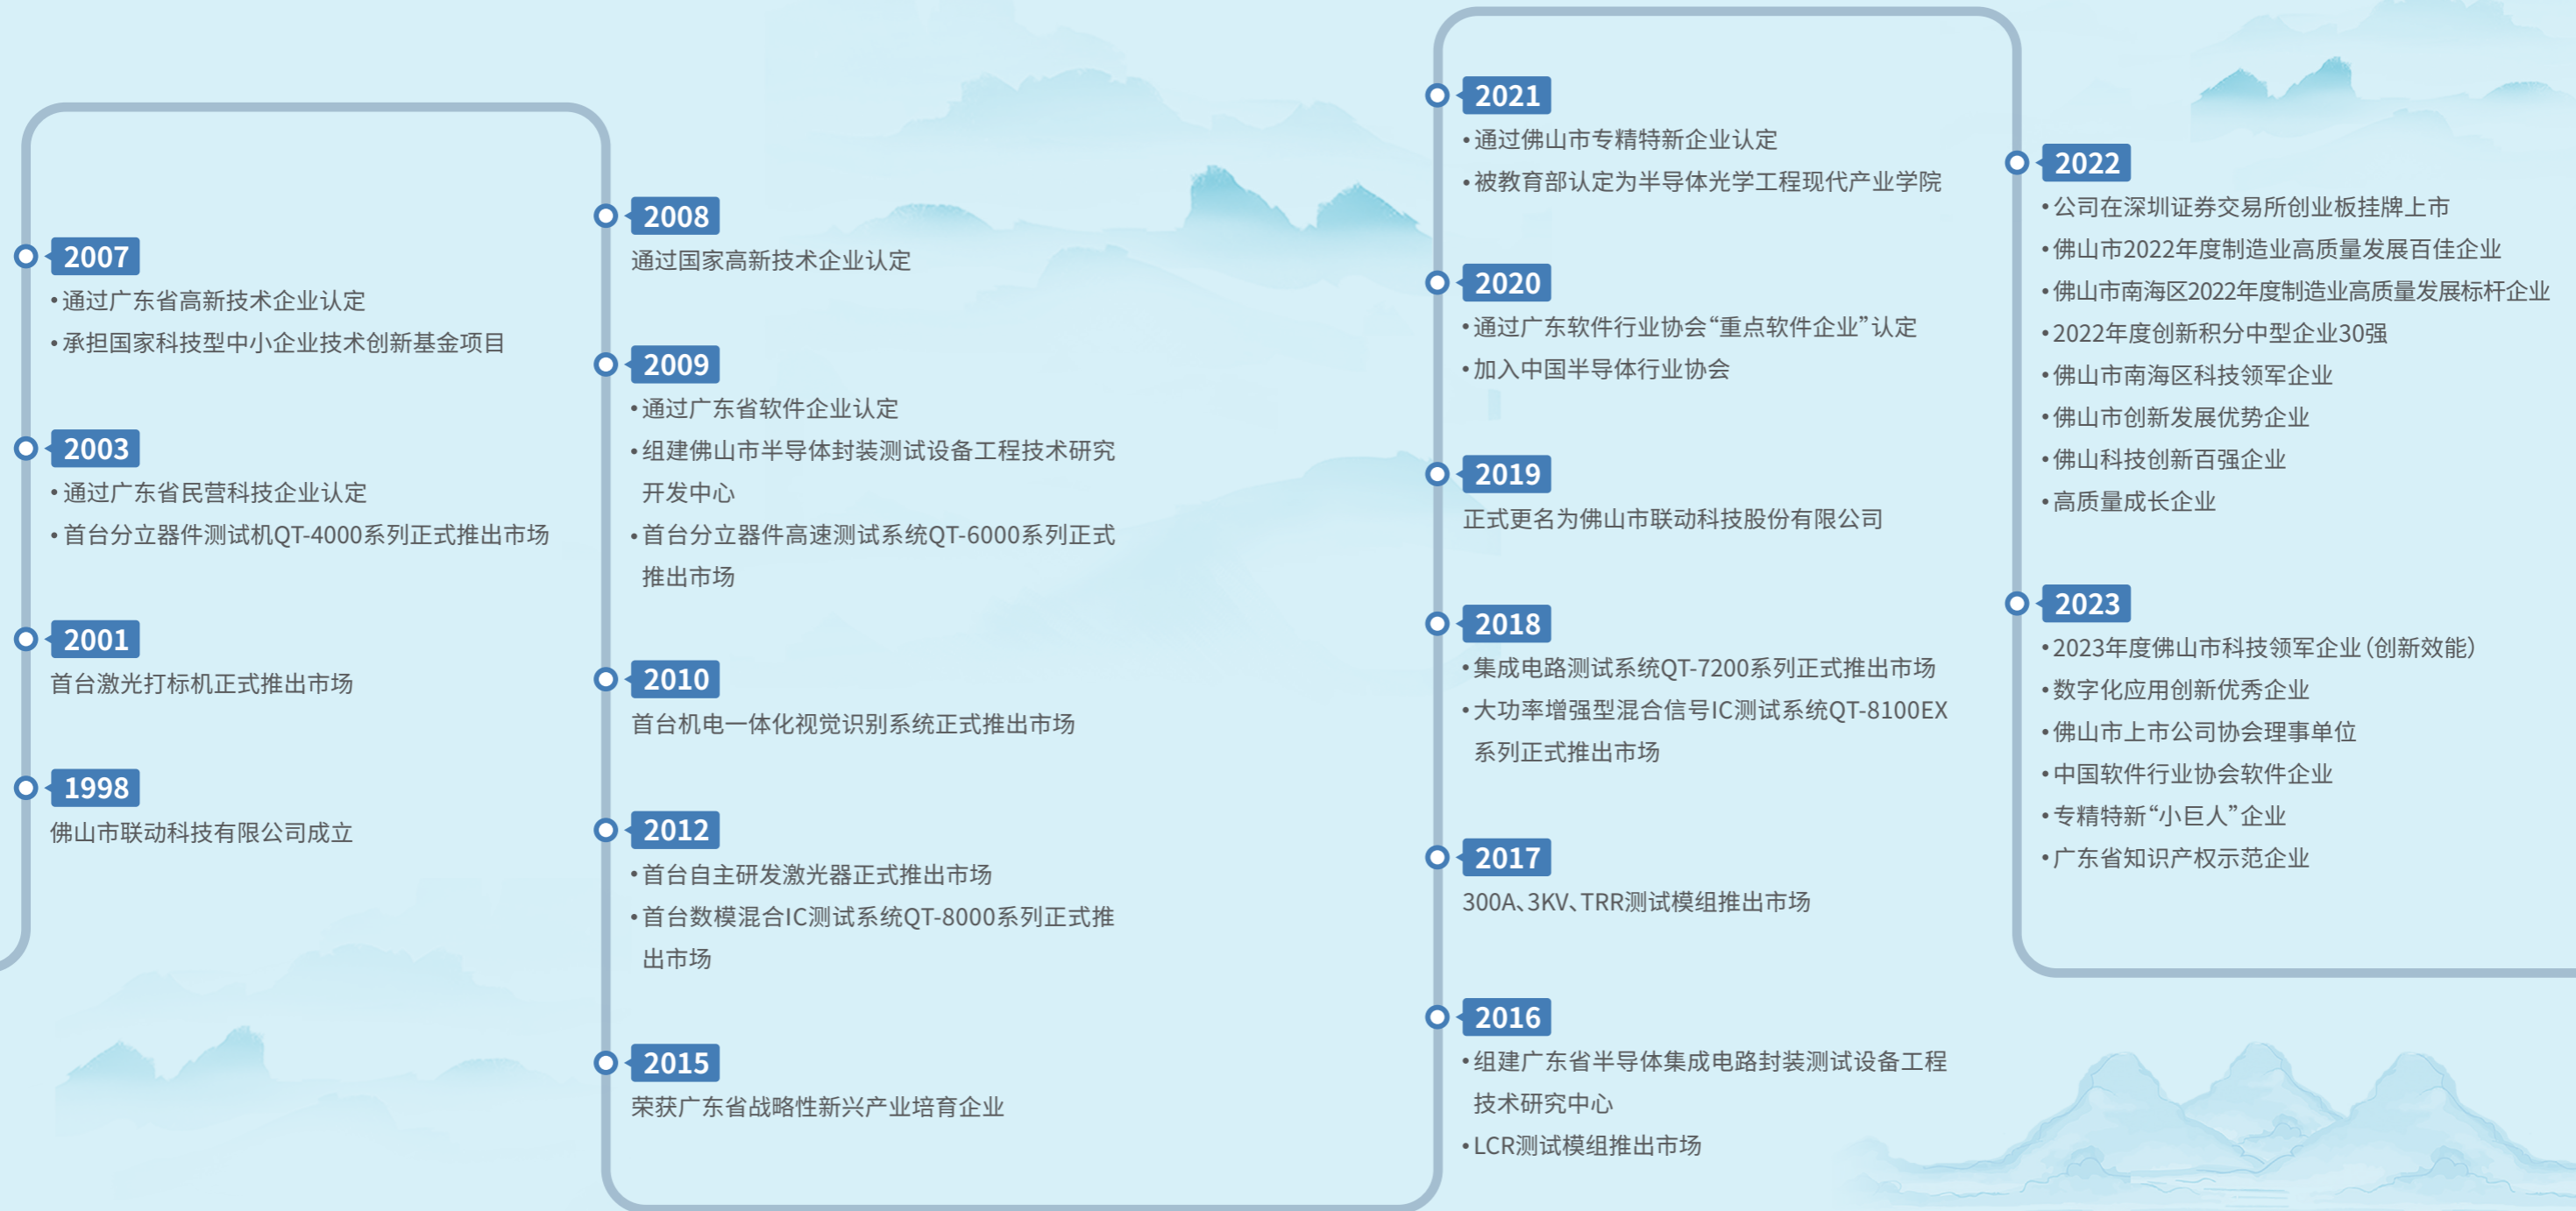 2007
•通过广东省高新技术企业认定
•承担国家科技型中小企业技术创新基金项目
2003
•通过广东省民营科技企业认定
•首台分立器件测试机QT-4000系列正式推出市场
2001
首台激光打标机正式推出市场
1998
佛山市联动科技有限公司成立
2008
通过国家高新技术企业认定
2009
•通过广东省软件企业认定
•组建佛山市半导体封装测试设备工程技术研究
开发中心
•首台分立器件高速测试系统QT-6000系列正式
推出市场
2010
首台机电一体化视觉识别系统正式推出市场
2012
•首台自主研发激光器正式推出市场
•首台数模混合IC测试系统QT-8000系列正式推
出市场
2015
荣获广东省战略性新兴产业培育企业
2021
•通过佛山市专精特新企业认定
•被教育部认定为半导体光学工程现代产业学院
2020
•通过广东软件行业协会“重点软件企业”认定
•加入中国半导体行业协会
2019
正式更名为佛山市联动科技股份有限公司
2018
•集成电路测试系统QT-7200系列正式推出市场
•大功率增强型混合信号IC测试系统QT-8100EX
系列正式推出市场
2017
300A、3KV、TRR测试模组推出市场
2016
•组建广东省半导体集成电路封装测试设备工程
技术研究中心
•LCR测试模组推出市场
2022
•公司在深圳证券交易所创业板挂牌上市
•佛山市2022年度制造业高质量发展百佳企业
•佛山市南海区2022年度制造业高质量发展标杆企业
•2022年度创新积分中型企业30强
•佛山市南海区科技领军企业
•佛山市创新发展优势企业
•佛山科技创新百强企业
•高质量成长企业
2023
•2023年度佛山市科技领军企业（创新效能）
•数字化应用创新优秀企业
•佛山市上市公司协会理事单位
•中国软件行业协会软件企业
•专精特新“小巨人”企业
•广东省知识产权示范企业